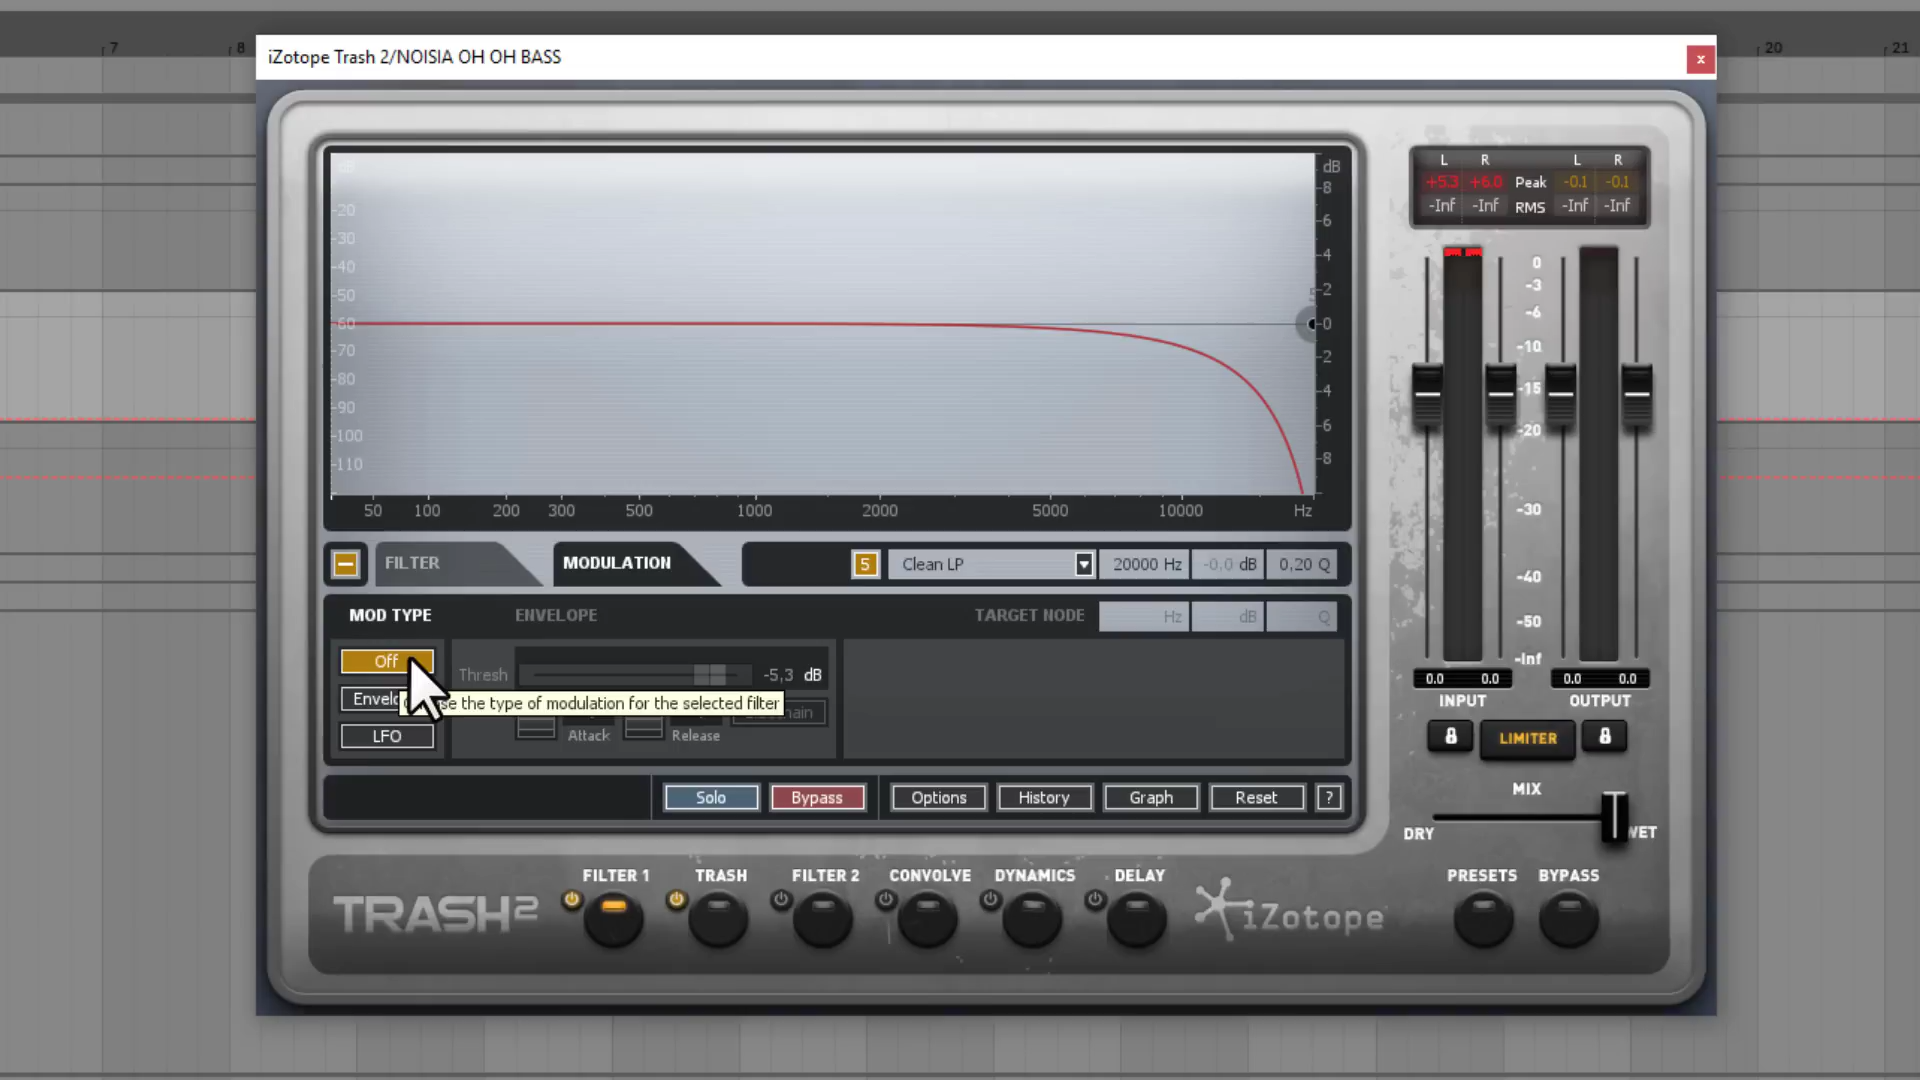 7
8
20
21
iZotope Trash 2/NOISIA OH OH BASS
x
dB
-20
-30
-40
-50
-60
-70
-80
-90
-100
-110
dB
-8
-6
-4
-2
-0
-2
-4
-6
-8
50 100 200 300 500 1000 2000 5000 10000 Hz
L R L R
+5.3 +6.0 Peak -0.1 -0.1
-Inf -Inf RMS -Inf -Inf
0
-3
-6
-10
-15
-20
-30
-40
-50
-Inf
0.0 0.0 0.0 0.0
INPUT OUTPUT
LIMITER
MIX
DRY WET
FILTER MODULATION 5 Clean LP 20000 Hz -0,0 dB 0,20 Q
MOD TYPE ENVELOPE TARGET NODE Hz dB Q
Off
Thresh -5,3 dB
se the type of modulation for the selected filter
LFO
Attack Release
Solo Bypass Options History Graph Reset ?
FILTER 1 TRASH FILTER 2 CONVOLVE DYNAMICS DELAY PRESETS BYPASS
TRASH2
iZotope